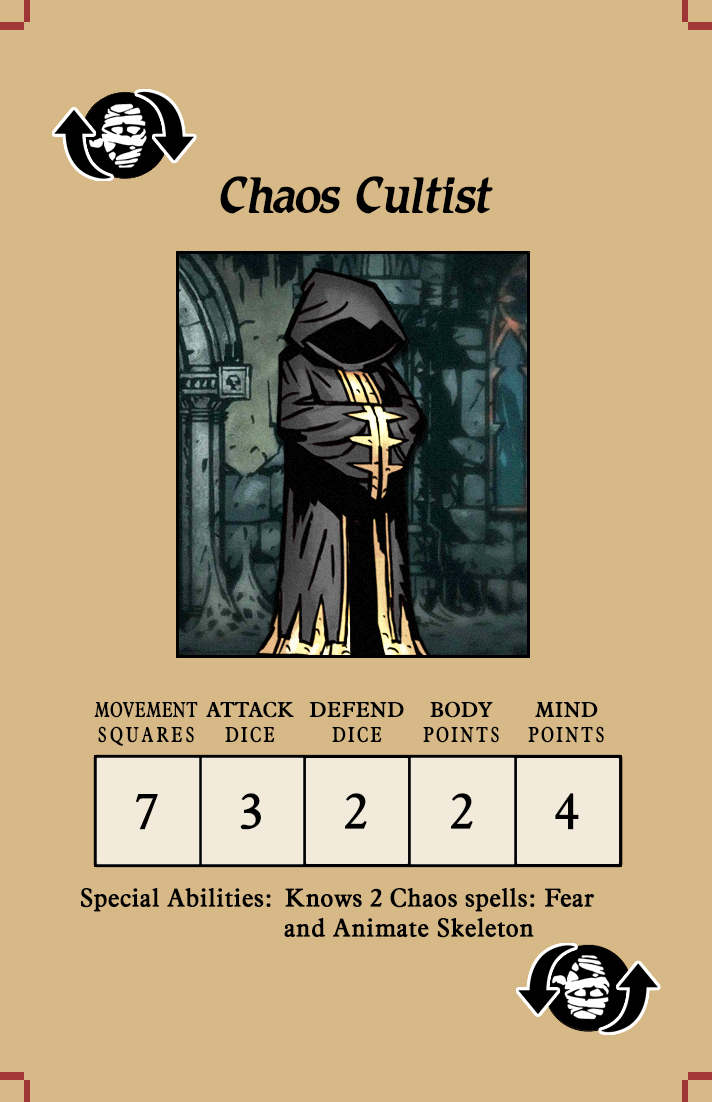 Chaos Cultist
MOVEMENT ATTACK DEFEND BODY MIND
SQUARES DICE DICE POINTS POINTS
7 3 2 2 4
Special Abilities: Knows 2 Chaos spells: Fear
and Animate Skeleton